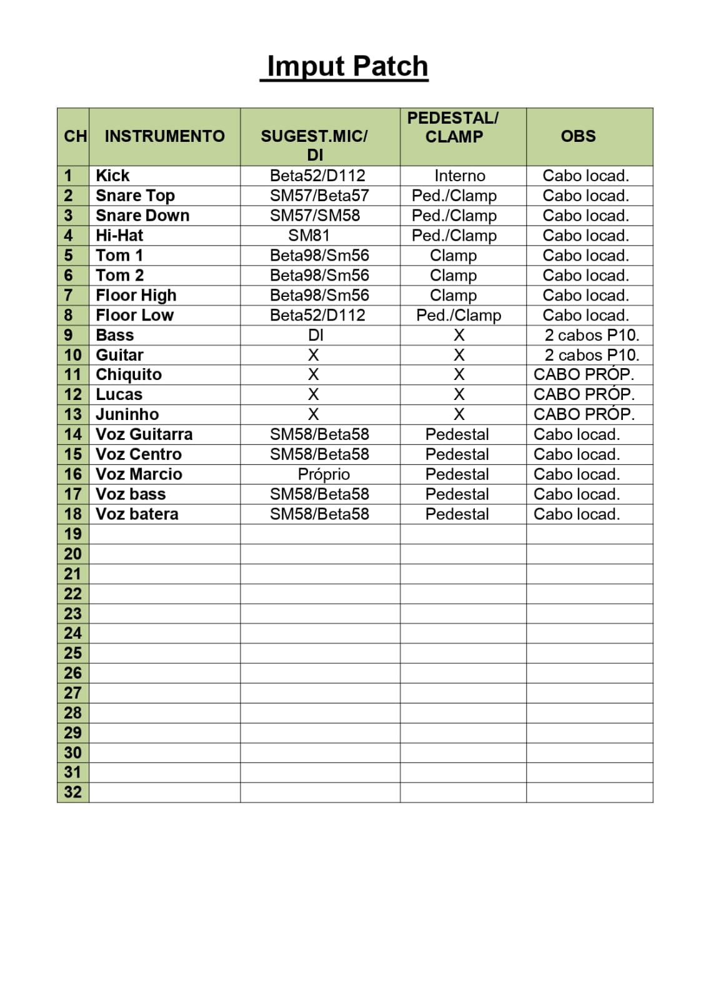 Imput Patch
CH INSTRUMENTO SUGEST.MIC/ DI PEDESTAL/ CLAMP OBS
1 Kick Beta52/D112 Interno Cabo locad.
2 Snare Top SM57/Beta57 Ped./Clamp Cabo locad.
3 Snare Down SM57/SM58 Ped./Clamp Cabo locad.
4 Hi-Hat SM81 Ped./Clamp Cabo locad.
5 Tom 1 Beta98/Sm56 Clamp Cabo locad.
6 Tom 2 Beta98/Sm56 Clamp Cabo locad.
7 Floor High Beta98/Sm56 Clamp Cabo locad.
8 Floor Low Beta52/D112 Ped./Clamp Cabo locad.
9 Bass DI X 2 cabos P10.
10 Guitar X X 2 cabos P10.
11 Chiquito X X CABO PRÓP.
12 Lucas X X CABO PRÓP.
13 Juninho X X CABO PRÓP.
14 Voz Guitarra SM58/Beta58 Pedestal Cabo locad.
15 Voz Centro SM58/Beta58 Pedestal Cabo locad.
16 Voz Marcio Próprio Pedestal Cabo locad.
17 Voz bass SM58/Beta58 Pedestal Cabo locad.
18 Voz batera SM58/Beta58 Pedestal Cabo locad.
19
20
21
22
23
24
25
26
27
28
29
30
31
32